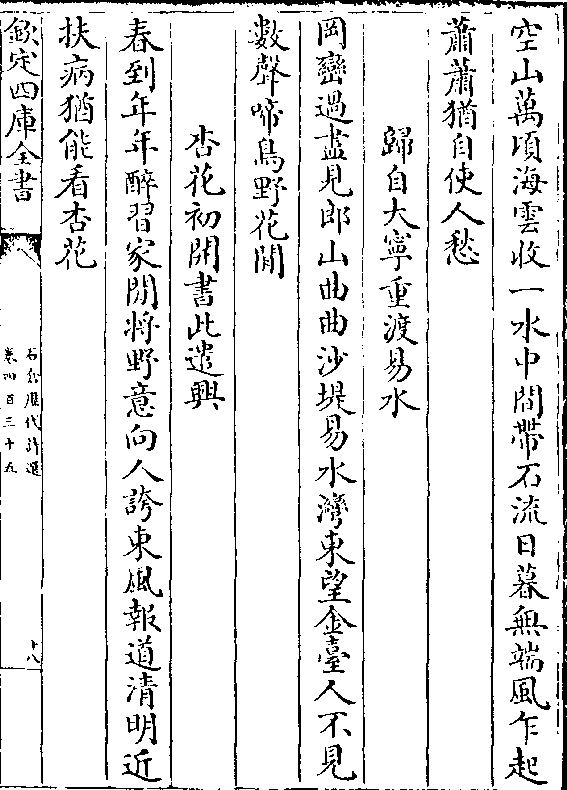 空山萬頃海雲收一水中間帶石流日暮無端風乍起
蕭蕭猶自使人愁
歸自大寧重渡易水
岡巒過盡見郎山曲曲沙堤易水灣東望金臺人不見
數聲啼鳥野花閒
杏花初開書此遣興
春到年年醉習家閒將野意向人誇東風報道清明近
扶病猶能看杏花
欽定四庫全書
石倉歷代詩選
卷四百三十五
十八